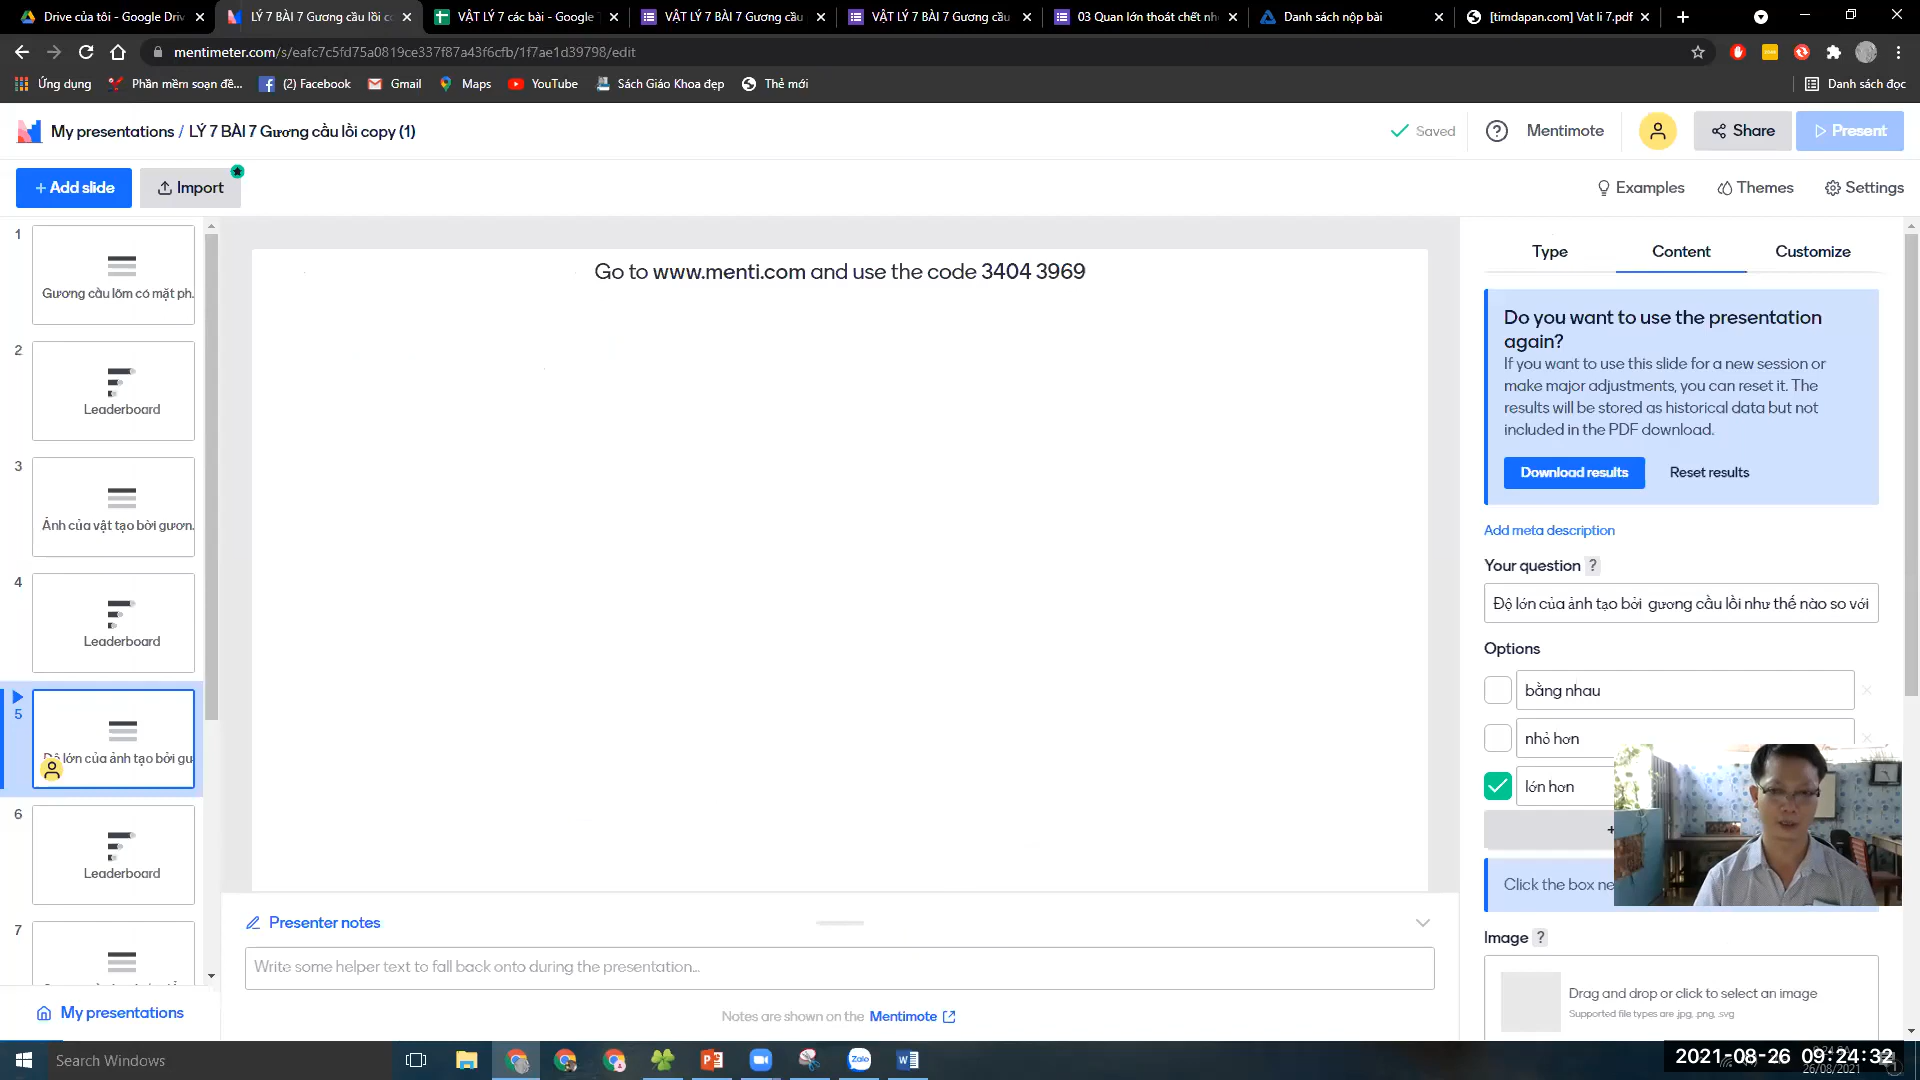 Drive của tôi - Google Driv
LÝ 7 BÀI 7 Gương cầu lồi co
VẬT LÝ 7 các bài - Google T
VẬT LÝ 7 BÀI 7 Gương cầu
VẬT LÝ 7 BÀI 7 Gương cầu
03 Quan lớn thoát chết nh
Danh sách nộp bài
[timdapan.com] Vat li 7.pdf
mentimeter.com/s/eafc7c5fd75a0819ce337f87a43f6cfb/1f7ae1d39798/edit
Ứng dụng
Phần mềm soạn đề...
(2) Facebook
Gmail
Maps
YouTube
Sách Giáo Khoa đẹp
Thẻ mới
Danh sách đọc
My presentations / LÝ 7 BÀI 7 Gương cầu lồi copy (1)
Saved
Mentimote
Share
Present
+ Add slide
Import
Examples
Themes
Settings
1
Gương cầu lõm có mặt ph.
2
Leaderboard
3
Ảnh của vật tạo bởi gươn.
4
Leaderboard
5
lớn của ảnh tạo bởi gư
6
Leaderboard
7
My presentations
Go to www.menti.com and use the code 3404 3969
Presenter notes
Write some helper text to fall back onto during the presentation...
Notes are shown on the Mentimote
Type
Content
Customize
Do you want to use the presentation
again?
If you want to use this slide for a new session or
make major adjustments, you can reset it. The
results will be stored as historical data but not
included in the PDF download.
Download results
Reset results
Add meta description
Your question ?
Độ lớn của ảnh tạo bởi gương cầu lồi như thế nào so với
Options
bằng nhau
nhỏ hơn
lớn hơn
+
Click the box ne
Image ?
Drag and drop or click to select an image
Supported file types are .jpg, .png, .svg
Search Windows
Zalo
2021-08-26 09:24:32
26/08/2021